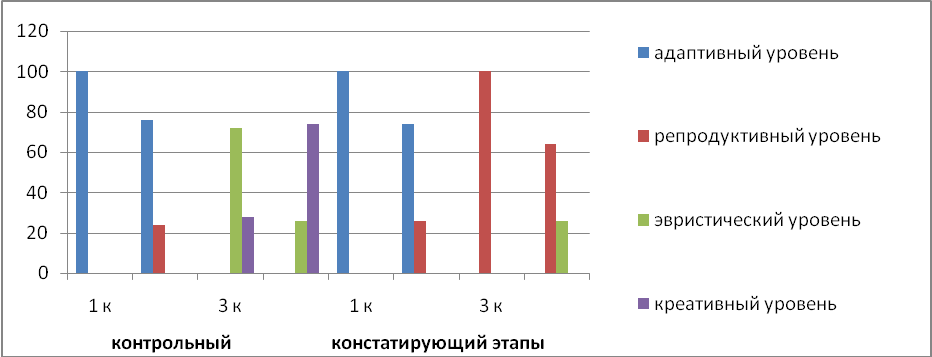 120
100
80
60
40
20
0
1 к 3 к 1 к 3 к
контрольный констатирующий этапы
адаптивный уровень
репродуктивный уровень
эвристический уровень
креативный уровень